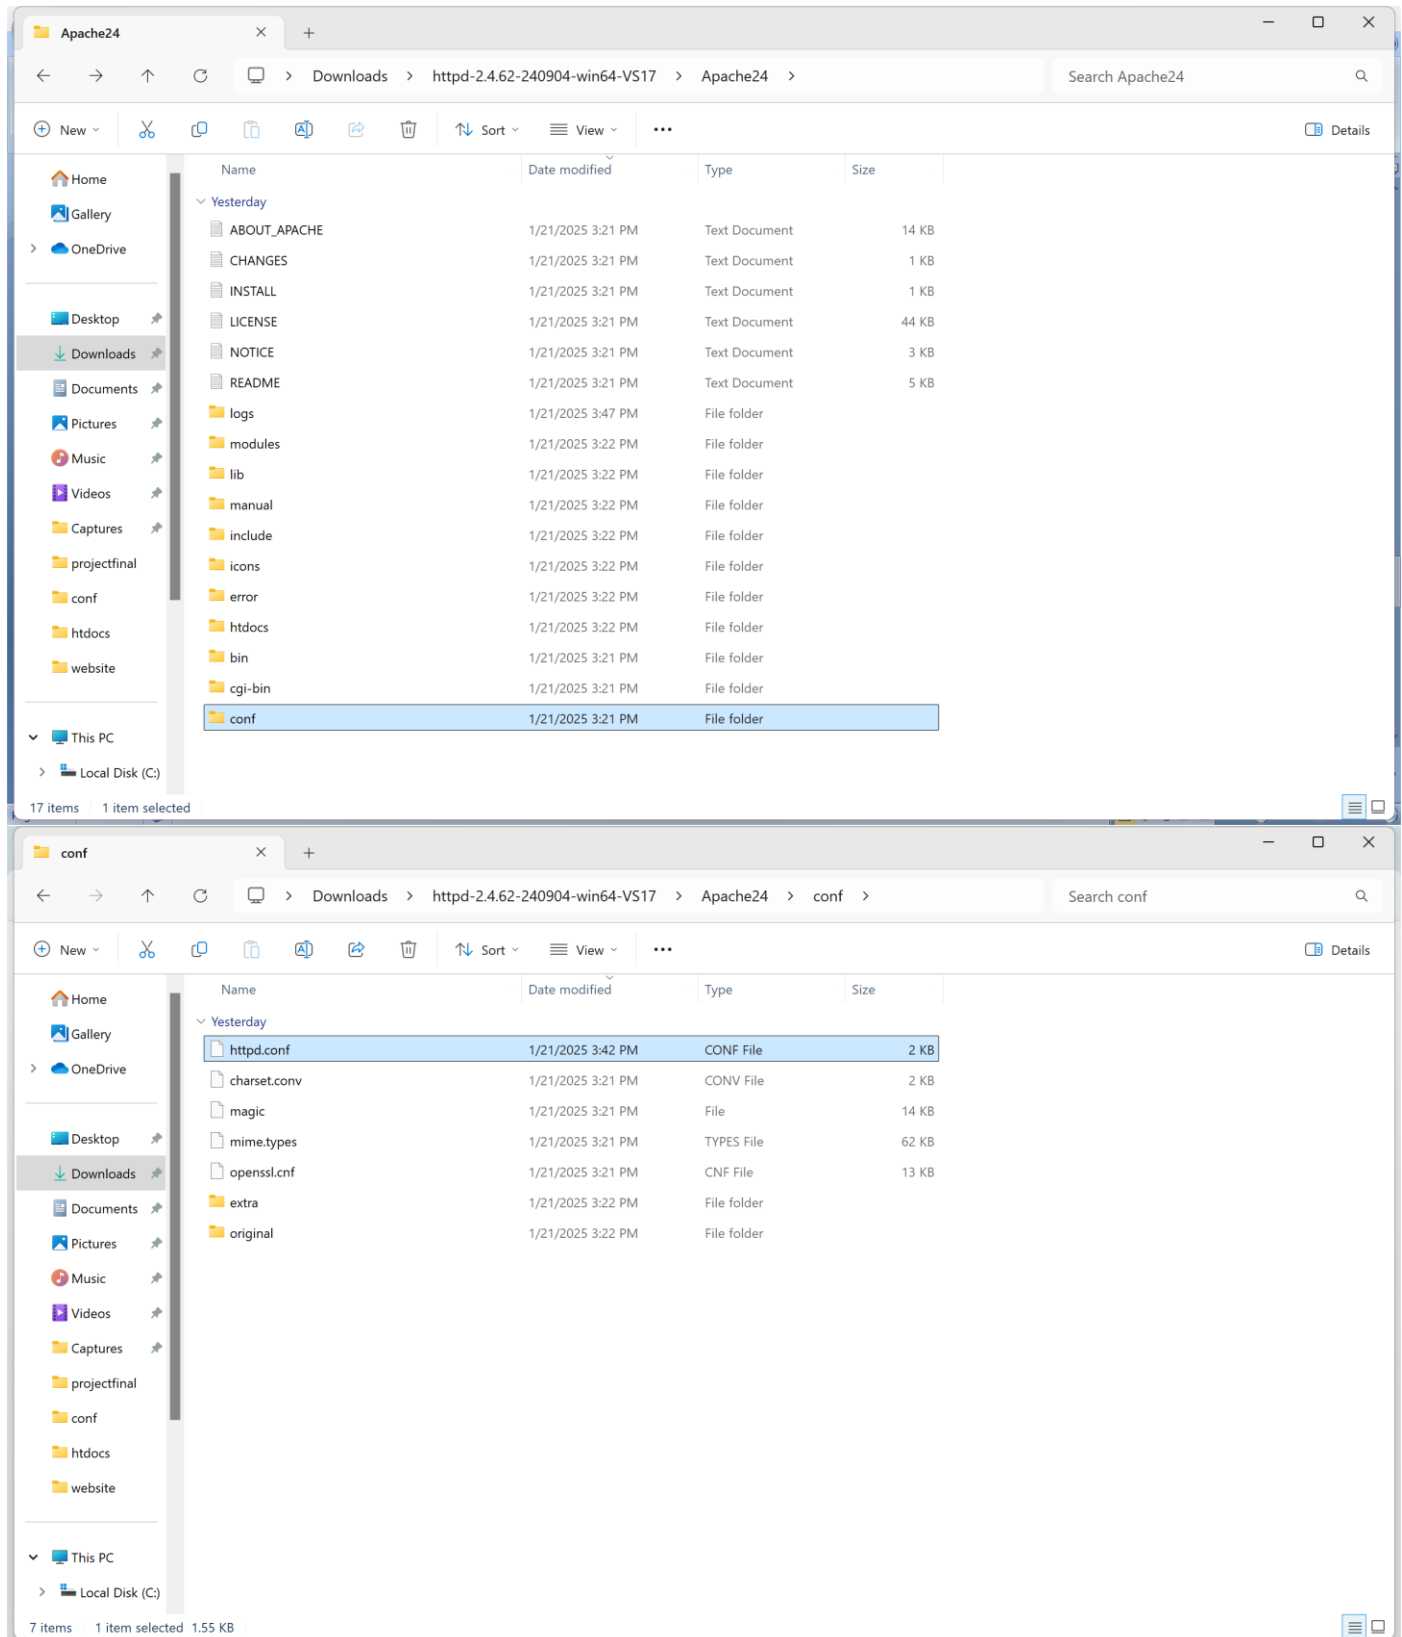 Apache24
Downloads > httpd-2.4.62-240904-win64-VS17 > Apache24 >
Search Apache24
New
Sort
View
Details
Home
Gallery
OneDrive
Desktop
Downloads
Documents
Pictures
Music
Videos
Captures
projectfinal
conf
htdocs
website
This PC
Local Disk (C:)
Name Date modified Type Size
Yesterday
ABOUT_APACHE 1/21/2025 3:21 PM Text Document 14 KB
CHANGES 1/21/2025 3:21 PM Text Document 1 KB
INSTALL 1/21/2025 3:21 PM Text Document 1 KB
LICENSE 1/21/2025 3:21 PM Text Document 44 KB
NOTICE 1/21/2025 3:21 PM Text Document 3 KB
README 1/21/2025 3:21 PM Text Document 5 KB
logs 1/21/2025 3:47 PM File folder
modules 1/21/2025 3:22 PM File folder
lib 1/21/2025 3:22 PM File folder
manual 1/21/2025 3:22 PM File folder
include 1/21/2025 3:22 PM File folder
icons 1/21/2025 3:22 PM File folder
error 1/21/2025 3:22 PM File folder
htdocs 1/21/2025 3:22 PM File folder
bin 1/21/2025 3:21 PM File folder
cgi-bin 1/21/2025 3:21 PM File folder
conf 1/21/2025 3:21 PM File folder
17 items 1 item selected
conf
Downloads > httpd-2.4.62-240904-win64-VS17 > Apache24 > conf >
Search conf
New
Sort
View
Details
Home
Gallery
OneDrive
Desktop
Downloads
Documents
Pictures
Music
Videos
Captures
projectfinal
conf
htdocs
website
This PC
Local Disk (C:)
Name Date modified Type Size
Yesterday
httpd.conf 1/21/2025 3:42 PM CONF File 2 KB
charset.conv 1/21/2025 3:21 PM CONV File 2 KB
magic 1/21/2025 3:21 PM File 14 KB
mime.types 1/21/2025 3:21 PM TYPES File 62 KB
openssl.cnf 1/21/2025 3:21 PM CNF File 13 KB
extra 1/21/2025 3:22 PM File folder
original 1/21/2025 3:22 PM File folder
7 items 1 item selected 1.55 KB